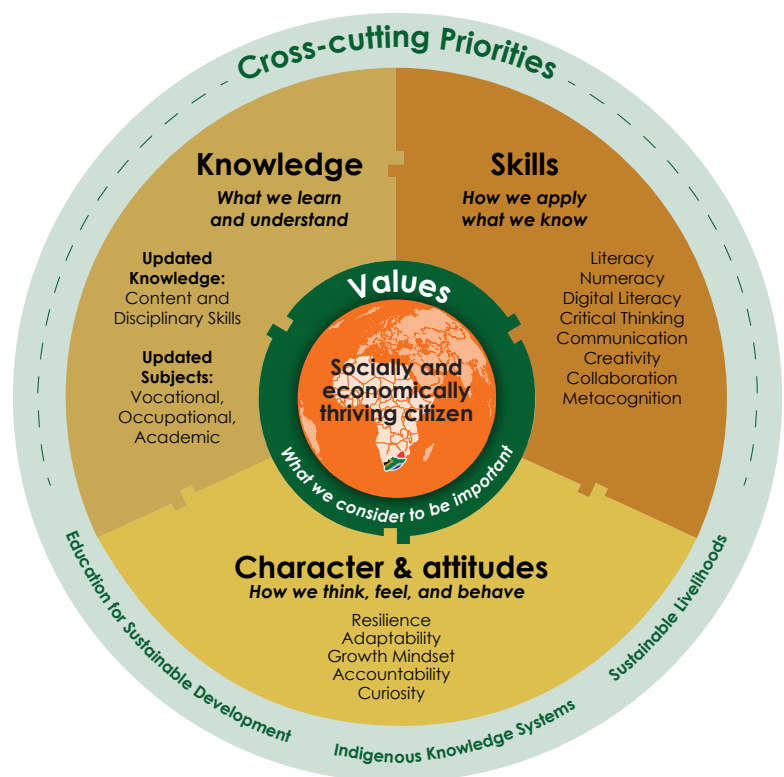 Cross-cutting Priorities
Knowledge
What we learn
and understand
Updated
Knowledge:
Content and
Disciplinary Skills
Updated
Subjects:
Vocational,
Occupational,
Academic
Skills
How we apply
what we know
Literacy
Numeracy
Digital Literacy
Critical Thinking
Communication
Creativity
Collaboration
Metacognition
Values
Socially and
economically
thriving citizen
What we consider to be important
Character & attitudes
How we think, feel, and behave
Resilience
Adaptability
Growth Mindset
Accountability
Curiosity
Education for Sustainable Development
Indigenous Knowledge Systems
Sustainable Livelihoods